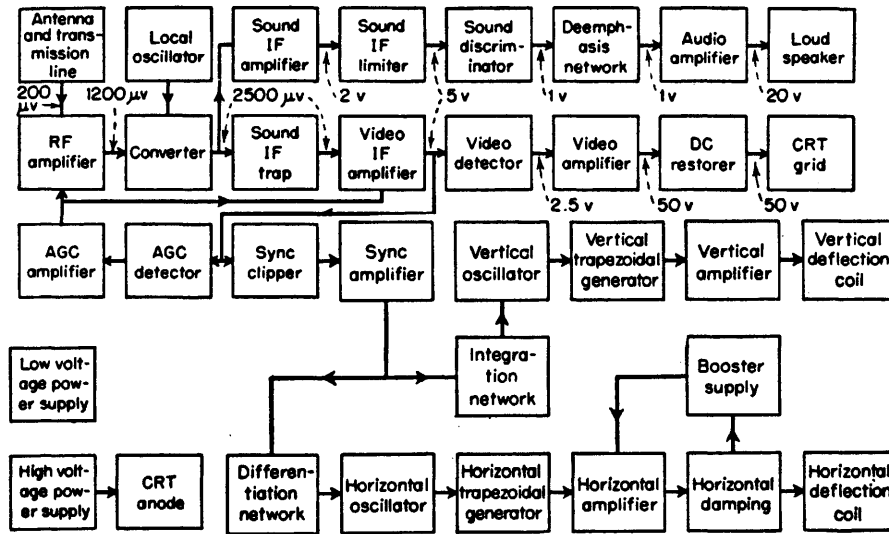 Antenna
and trans-
mission
line
Local
oscillator
Sound
IF
amplifier
Sound
IF
limiter
Sound
discrim-
inator
Deemph-
asis
network
Audio
amplifier
Loud
speaker
200
μv
1200 μv
2500 μv
2 v
5 v
1 v
1 v
20 v
RF
amplifier
Converter
Sound
IF
trap
Video
IF
amplifier
Video
detector
Video
amplifier
DC
restorer
CRT
grid
2.5 v
50 v
50 v
AGC
amplifier
AGC
detector
Sync
clipper
Sync
amplifier
Vertical
oscillator
Vertical
trapezoidal
generator
Vertical
amplifier
Vertical
deflection
coil
Low volt-
age pow-
er supply
Integra-
tion
network
Booster
supply
High voltage
power
supply
CRT
anode
Differen-
tiation
network
Horizontal
oscillator
Horizontal
trapezoidal
generator
Horizontal
amplifier
Horizontal
damping
Horizontal
deflection
coil